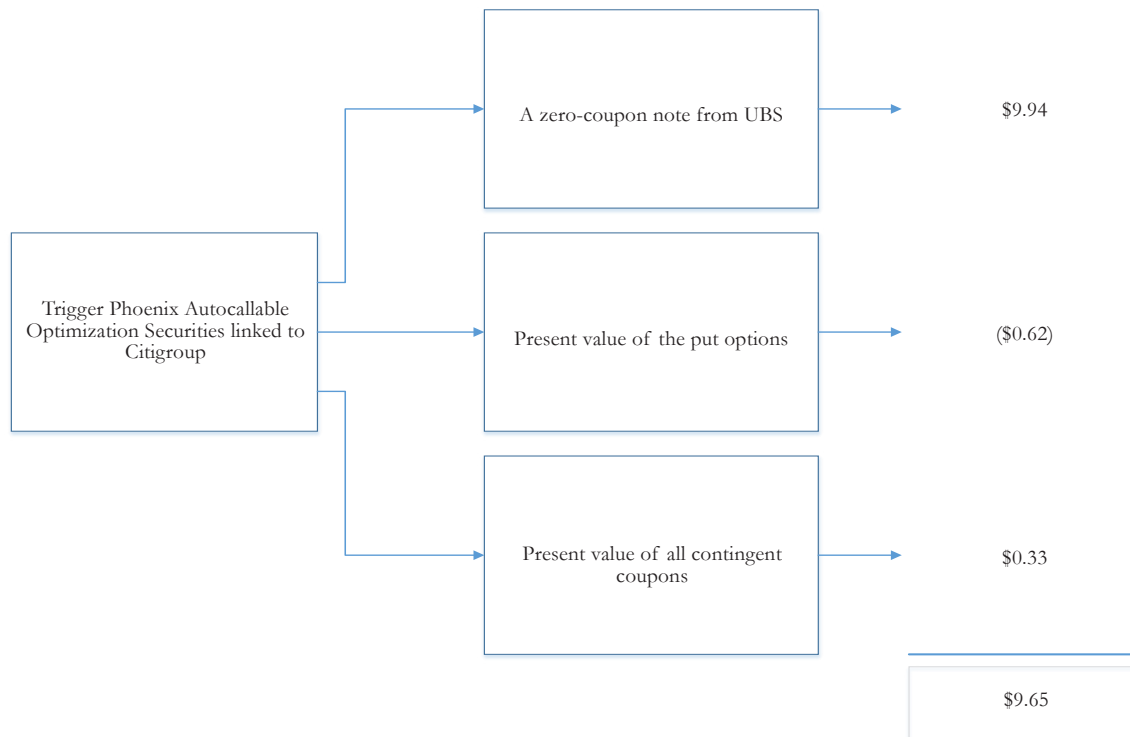 A zero-coupon note from UBS
$9.94
Trigger Phoenix Autocallable
Optimization Securities linked to
Citigroup
Present value of the put options
($0.62)
Present value of all contingent
coupons
$0.33
$9.65